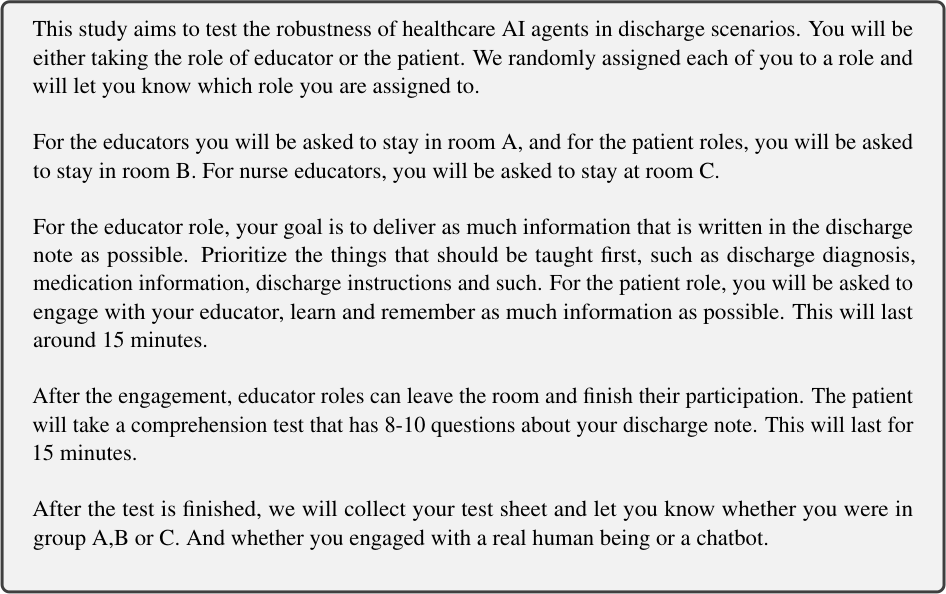 This study aims to test the robustness of healthcare AI agents in discharge scenarios. You will be
either taking the role of educator or the patient. We randomly assigned each of you to a role and
will let you know which role you are assigned to.
For the educators you will be asked to stay in room A, and for the patient roles, you will be asked
to stay in room B. For nurse educators, you will be asked to stay at room C.
For the educator role, your goal is to deliver as much information that is written in the discharge
note as possible. Prioritize the things that should be taught first, such as discharge diagnosis,
medication information, discharge instructions and such. For the patient role, you will be asked to
engage with your educator, learn and remember as much information as possible. This will last
around 15 minutes.
After the engagement, educator roles can leave the room and finish their participation. The patient
will take a comprehension test that has 8-10 questions about your discharge note. This will last for
15 minutes.
After the test is finished, we will collect your test sheet and let you know whether you were in
group A,B or C. And whether you engaged with a real human being or a chatbot.